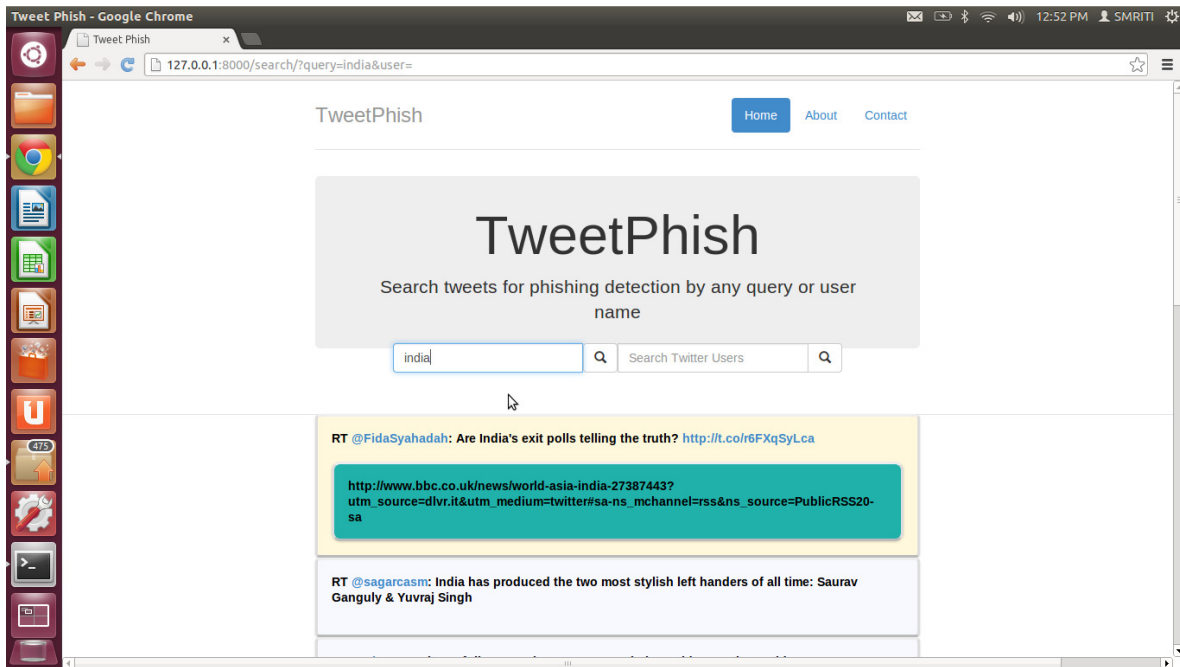 Tweet Phish - Google Chrome
12:52 PM SMRITI
Tweet Phish ×
127.0.0.1:8000/search/?query=india&user=
TweetPhish
Home About Contact
TweetPhish
Search tweets for phishing detection by any query or user
name
india
Search Twitter Users
475
RT @FidaSyahadah: Are India's exit polls telling the truth? http://t.co/r6FXqSyLca
http://www.bbc.co.uk/news/world-asia-india-27387443?
utm_source=dlvr.it&utm_medium=twitter#sa-ns_mchannel=rss&ns_source=PublicRSS20-
sa
RT @sagarcasm: India has produced the two most stylish left handers of all time: Saurav
Ganguly & Yuvraj Singh